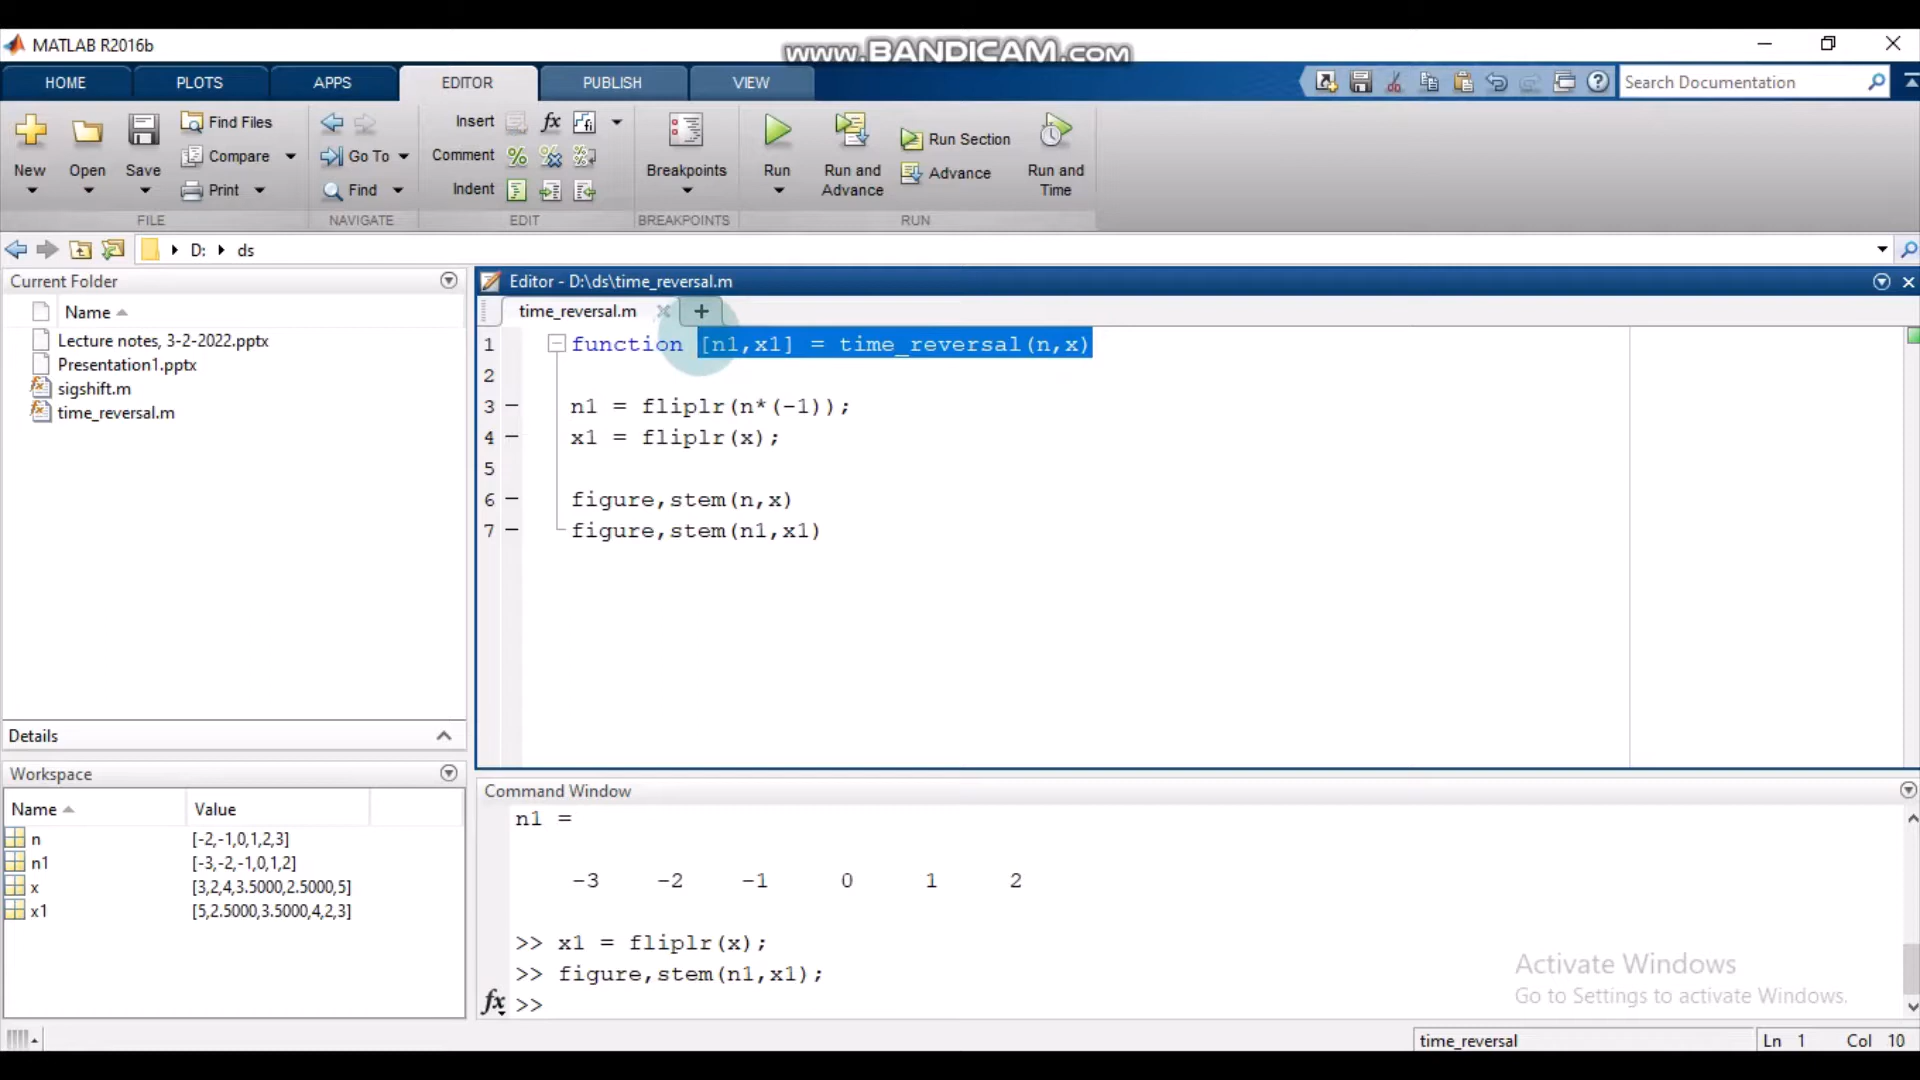 MATLAB R2016b
www.BANDICAM.com
HOME
PLOTS
APPS
EDITOR
PUBLISH
VIEW
Search Documentation
New
Open
Save
Find Files
Compare
Print
FILE
Go To
Find
NAVIGATE
Insert
Comment
Indent
EDIT
Breakpoints
BREAKPOINTS
Run
Run and
Advance
Run Section
Advance
Run and
Time
RUN
D:
ds
Current Folder
Name
Lecture notes, 3-2-2022.pptx
Presentation1.pptx
sigshift.m
time_reversal.m
Details
Workspace
Name Value
n [-2,-1,0,1,2,3]
n1 [-3,-2,-1,0,1,2]
x [3,2,4,3.5000,2.5000,5]
x1 [5,2.5000,3.5000,4,2,3]
Editor - D:\ds\time_reversal.m
time_reversal.m
1 function [n1,x1] = time_reversal(n,x)
2
3 n1 = fliplr(n*(-1));
4 x1 = fliplr(x);
5
6 figure,stem(n,x)
7 figure,stem(n1,x1)
Command Window
n1 =
-3 -2 -1 0 1 2
>> x1 = fliplr(x);
>> figure,stem(n1,x1);
fx >>
Activate Windows
Go to Settings to activate Windows.
time_reversal
Ln 1 Col 10